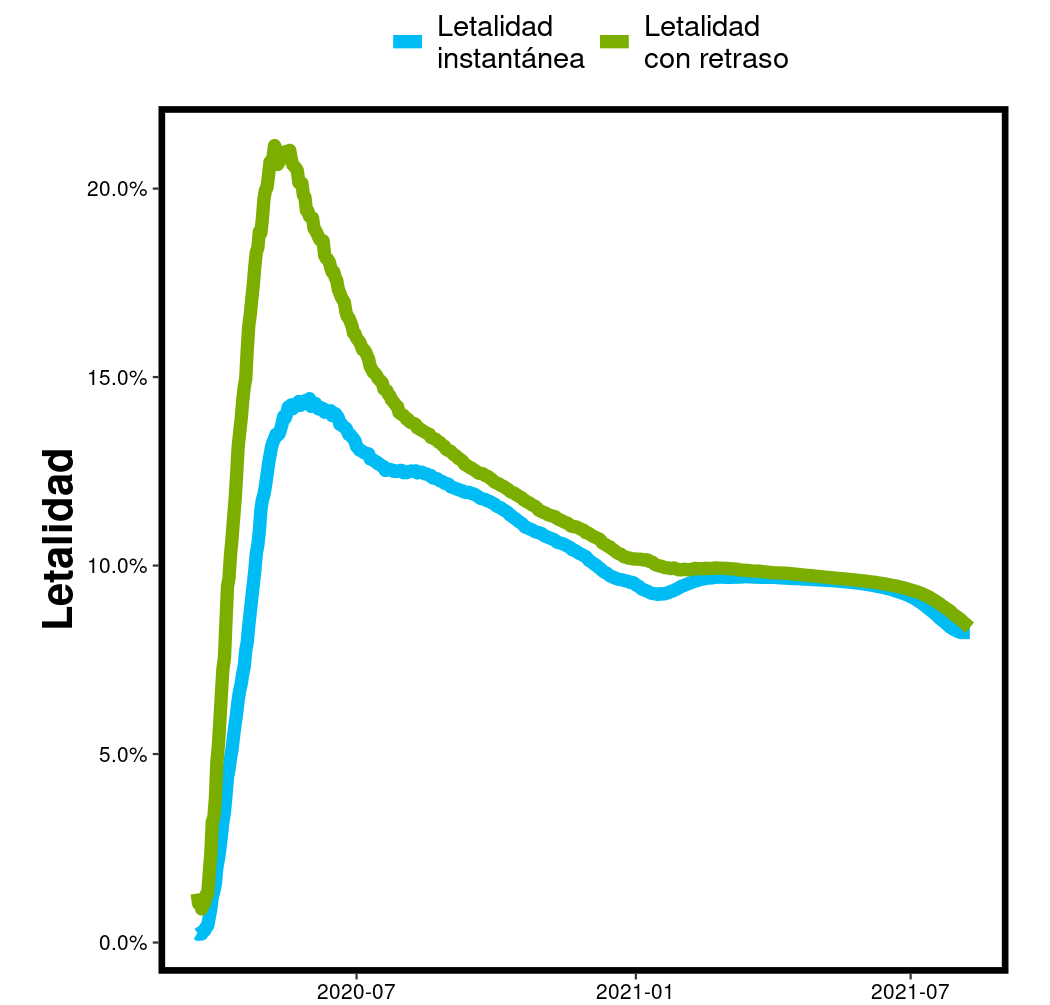 Letalidad
instantánea
Letalidad
con retraso
Letalidad
20.0%
15.0%
10.0%
5.0%
0.0%
2020-07
2021-01
2021-07